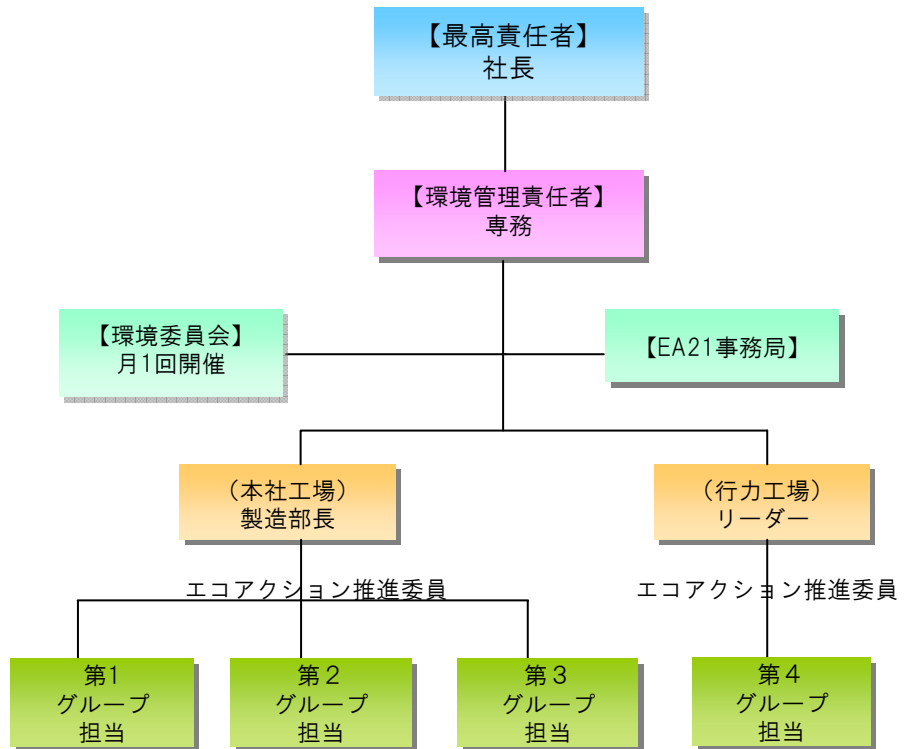 【最高責任者】
社長
【環境管理責任者】
専務
【環境委員会】
月1回開催
【EA21事務局】
（本社工場）
製造部長
（行力工場）
リーダー
エコアクション推進委員
エコアクション推進委員
第1
グループ
担当
第２
グループ
担当
第３
グループ
担当
第４
グループ
担当